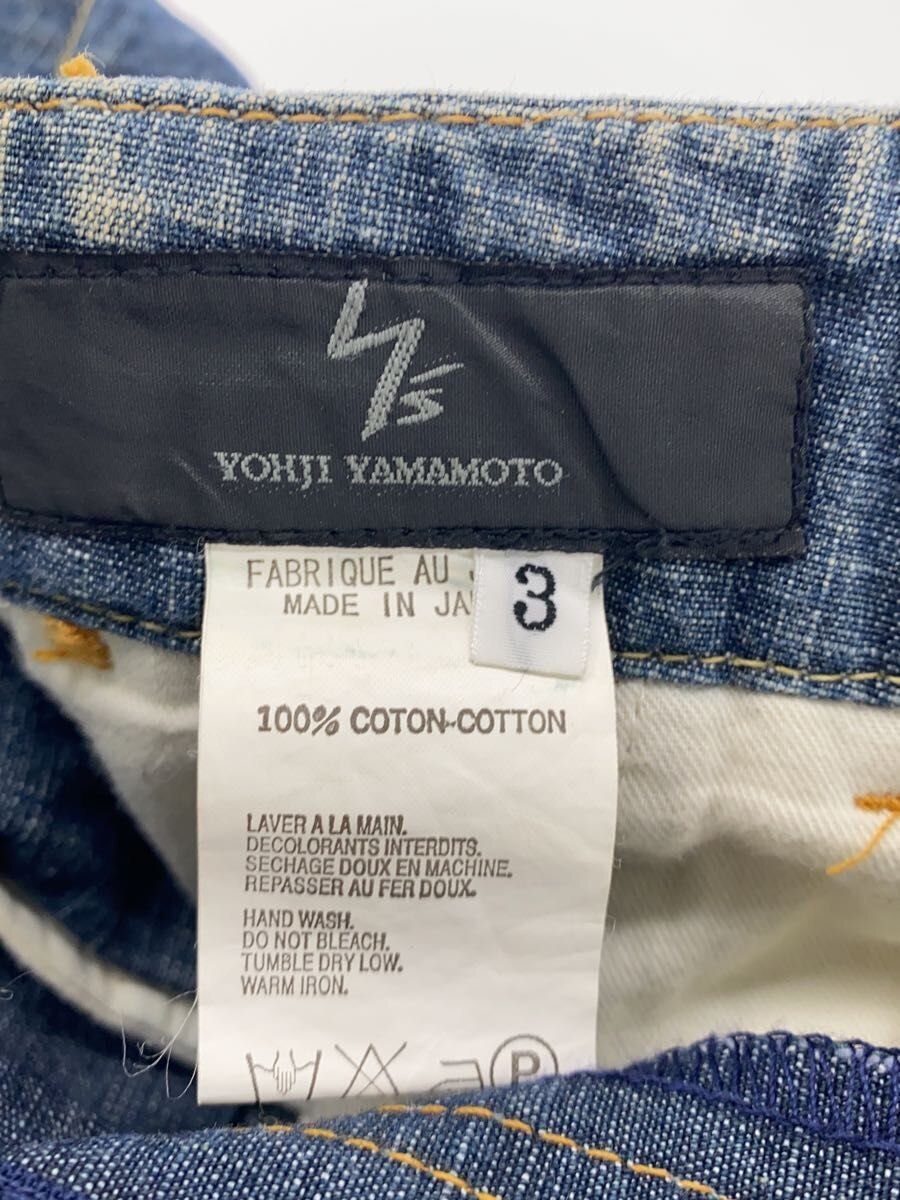 Y's
YOHJI YAMAMOTO
FABRIQUE AU
MADE IN
3
100% COTON-COTTON
LAVER A LA MAIN.
DECOLORANTS INTERDITS.
SECHAGE DOUX EN MACHINE.
REPASSER AU FER DOUX.
HAND WASH.
DO NOT BLEACH.
TUMBLE DRY LOW.
WARM IRON.
P